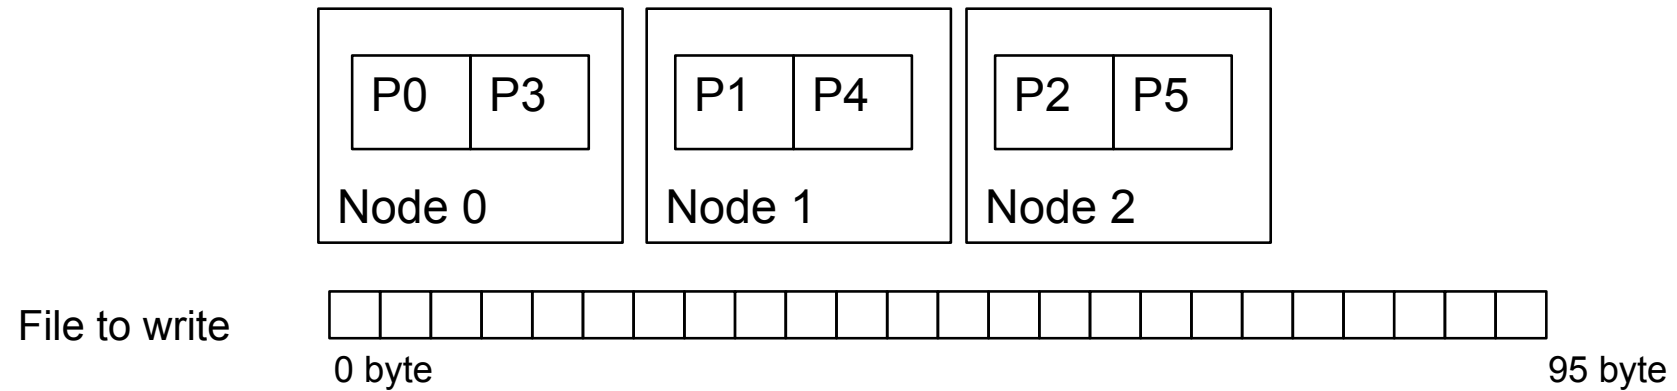 P0 P3 P1 P4 P2 P5
Node 0 Node 1 Node 2
File to write
0 byte 95 byte